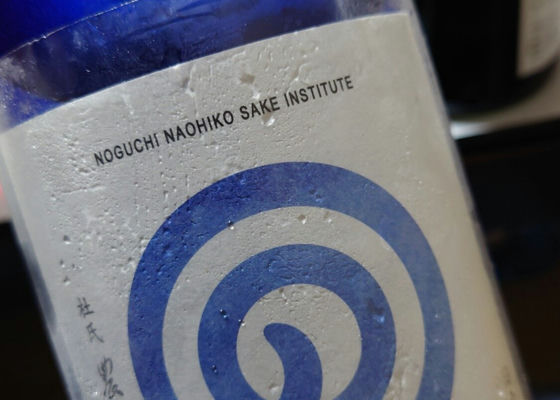 NOGUCHI NAOHIKO SAKE INSTITUTE
杜氏